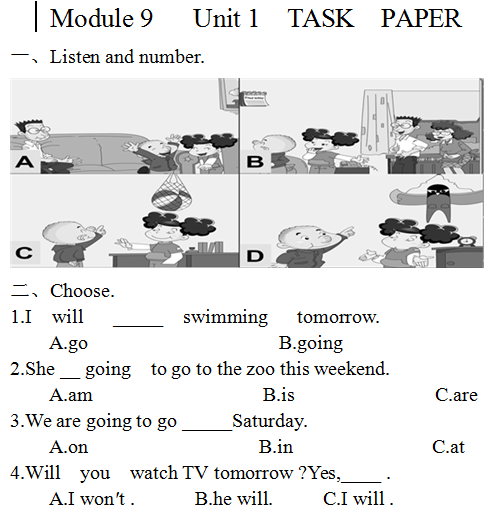 Module 9 Unit 1 TASK PAPER
一、Listen and number.
A
B
C
D
二、Choose.
1.I will _____ swimming tomorrow.
A.go B.going
2.She __ going to go to the zoo this weekend.
A.am B.is C.are
3.We are going to go _____Saturday.
A.on B.in C.at
4.Will you watch TV tomorrow ?Yes,____ .
A.I won't . B.he will. C.I will .